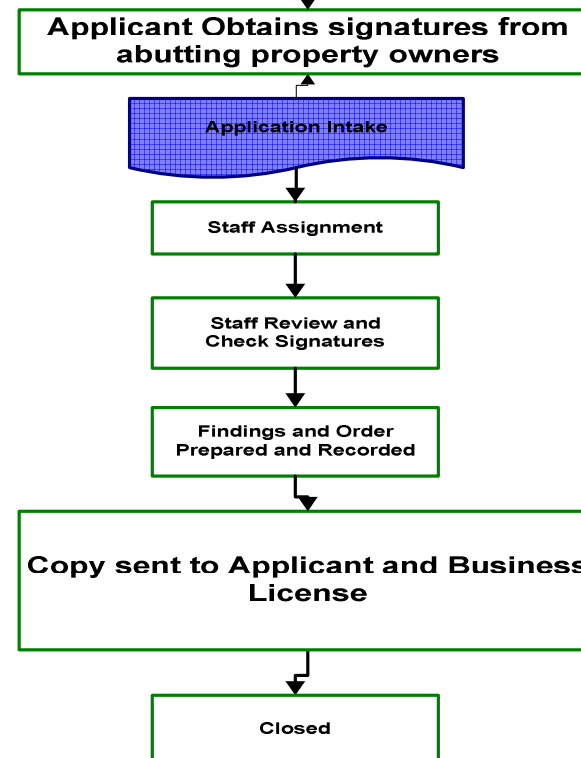 Applicant Obtains signatures from
abutting property owners
Application Intake
Staff Assignment
Staff Review and
Check Signatures
Findings and Order
Prepared and Recorded
Copy sent to Applicant and Business
License
Closed